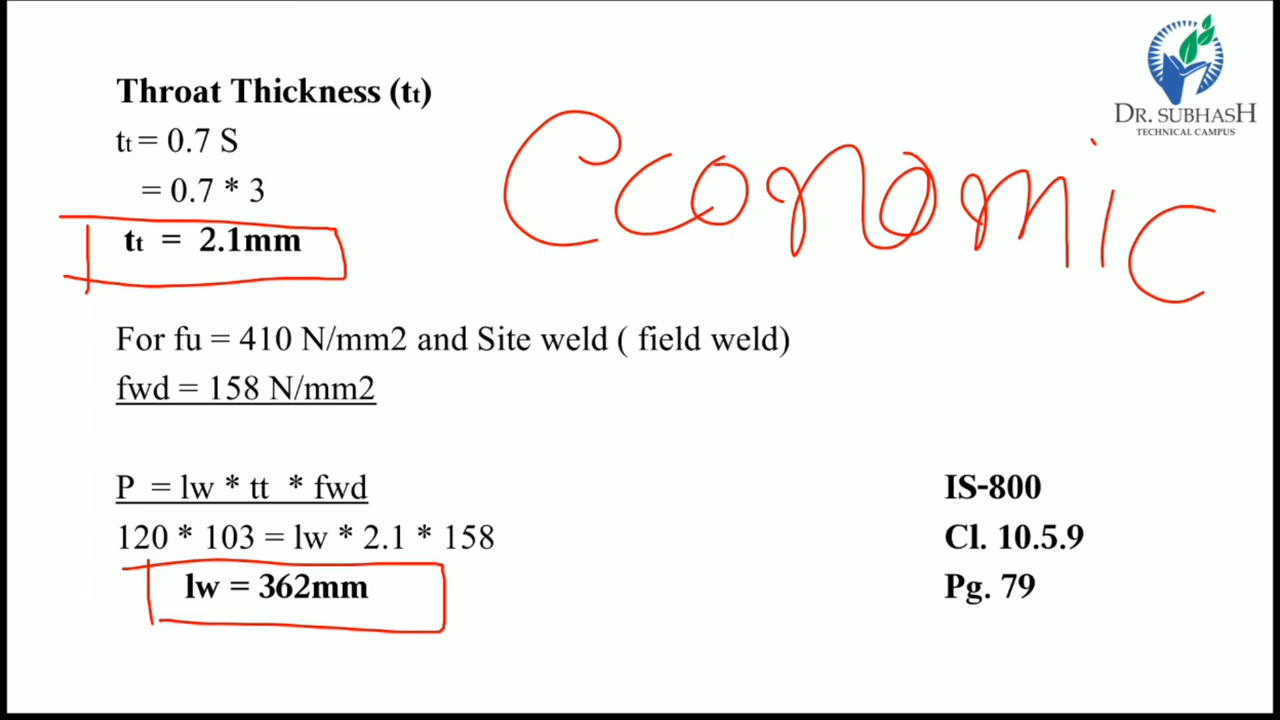 DR. SUBHASH
TECHNICAL CAMPUS
Throat Thickness (tt)
tt = 0.7 S
= 0.7 * 3
tt = 2.1mm
Economic
For fu = 410 N/mm2 and Site weld ( field weld)
fwd = 158 N/mm2
P = lw * tt * fwd
120 * 103 = lw * 2.1 * 158
lw = 362mm
IS-800
Cl. 10.5.9
Pg. 79